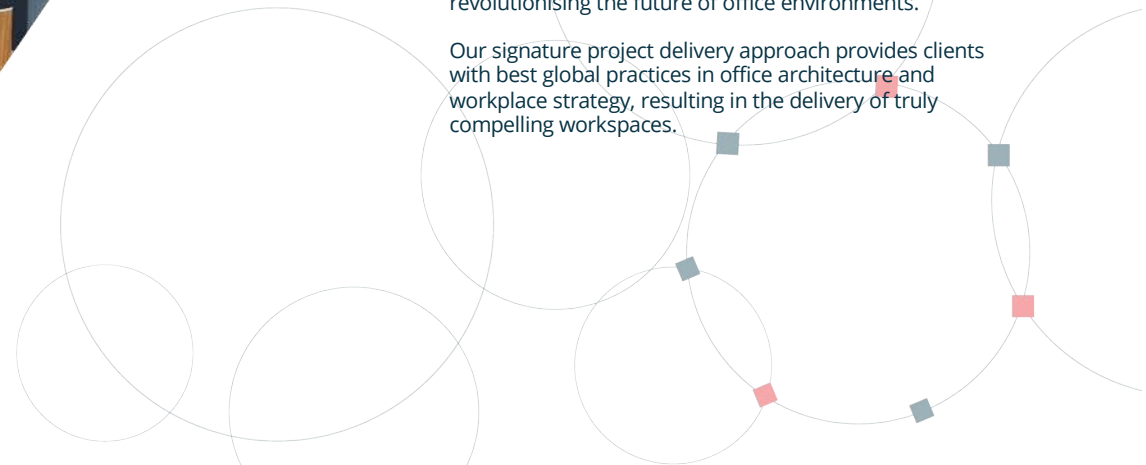 revolutionising the future of office environments.
Our signature project delivery approach provides clients
with best global practices in office architecture and
workplace strategy, resulting in the delivery of truly
compelling workspaces.